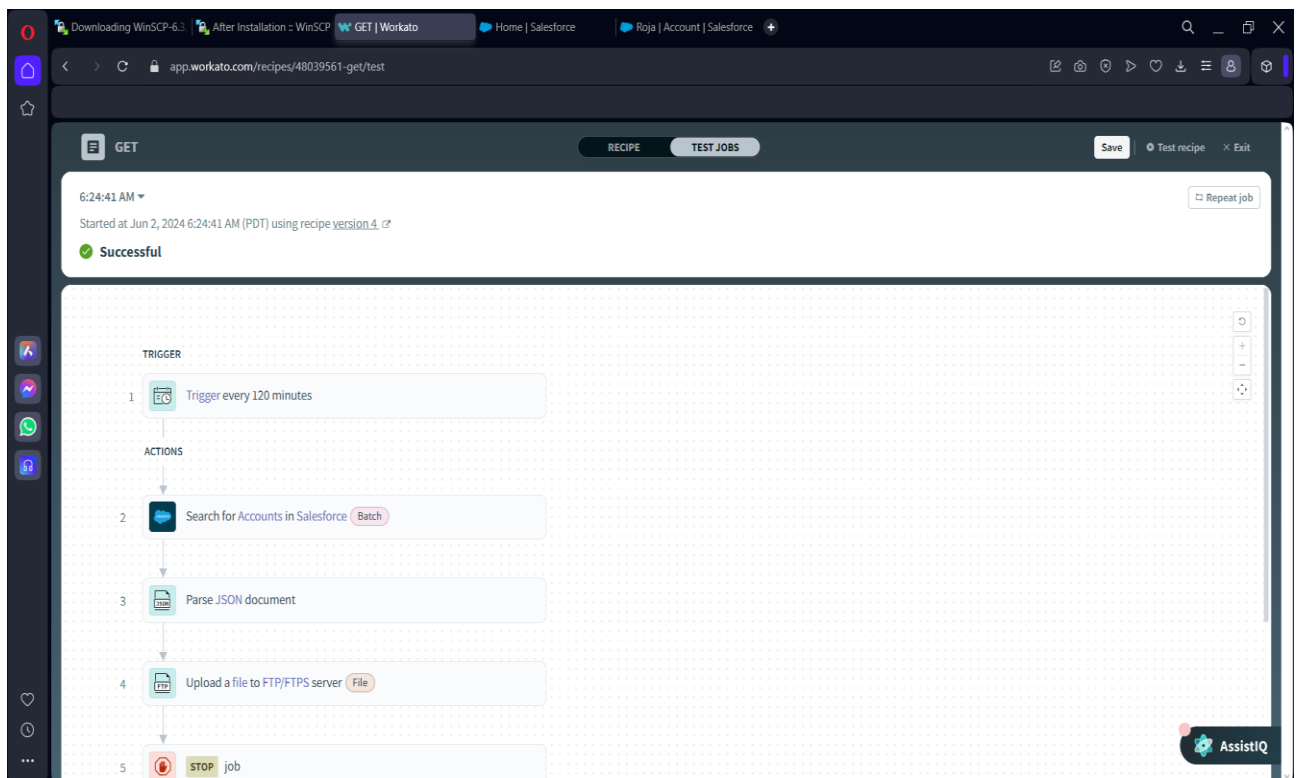 Downloading WinSCP-6.3.
After Installation :: WinSCP
GET | Workato
Home | Salesforce
Roja | Account | Salesforce
app.workato.com/recipes/48039561-get/test
GET
RECIPE
TEST JOBS
Save
Test recipe
Exit
6:24:41 AM
Repeat job
Started at Jun 2, 2024 6:24:41 AM (PDT) using recipe version 4
Successful
TRIGGER
1 Trigger every 120 minutes
ACTIONS
2 Search for Accounts in Salesforce Batch
3 JSON Parse JSON document
4 FTP Upload a file to FTP/FTPS server File
5 STOP job
AssistIQ